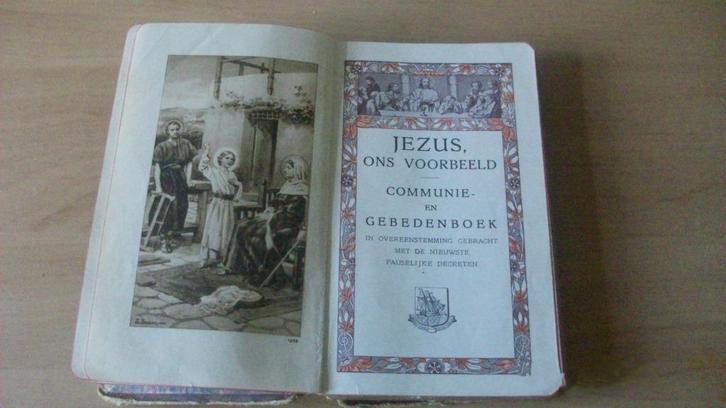 JEZUS,
ONS VOORBEELD
COMMUNIE-
EN
GEBEDENBOEK
IN OVEREENSTEMMING GEBRACHT
MET DE NIEUWSTE
PAUSELIJKE DECRETEN